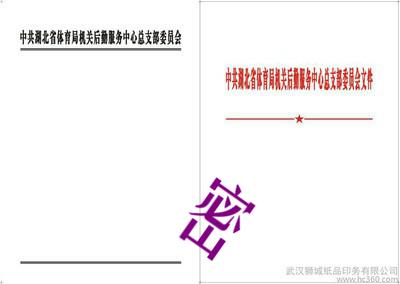 中共湖北省体育局机关后勤服务中心总支部委员会
中共湖北省体育局机关后勤服务中心总支部委员会文件
密
武汉狮城纸品印务有限公司
www.hc360.com